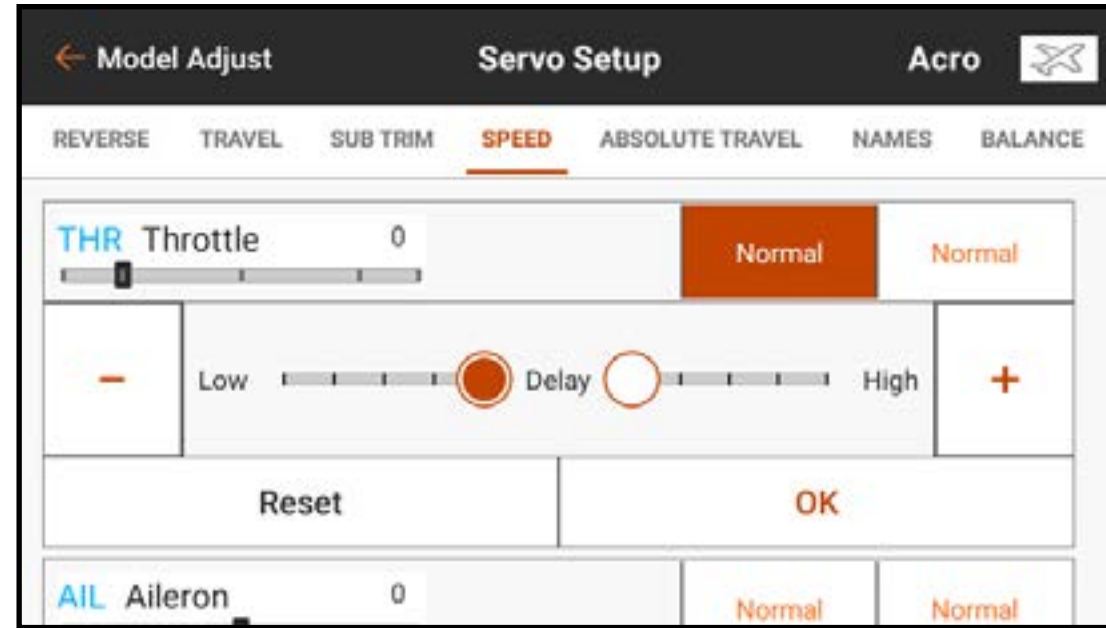 ← Model Adjust Servo Setup Acro
REVERSE TRAVEL SUB TRIM SPEED ABSOLUTE TRAVEL NAMES BALANCE
THR Throttle 0 Normal Normal
− Low Delay High +
Reset OK
AIL Aileron 0 Normal Normal